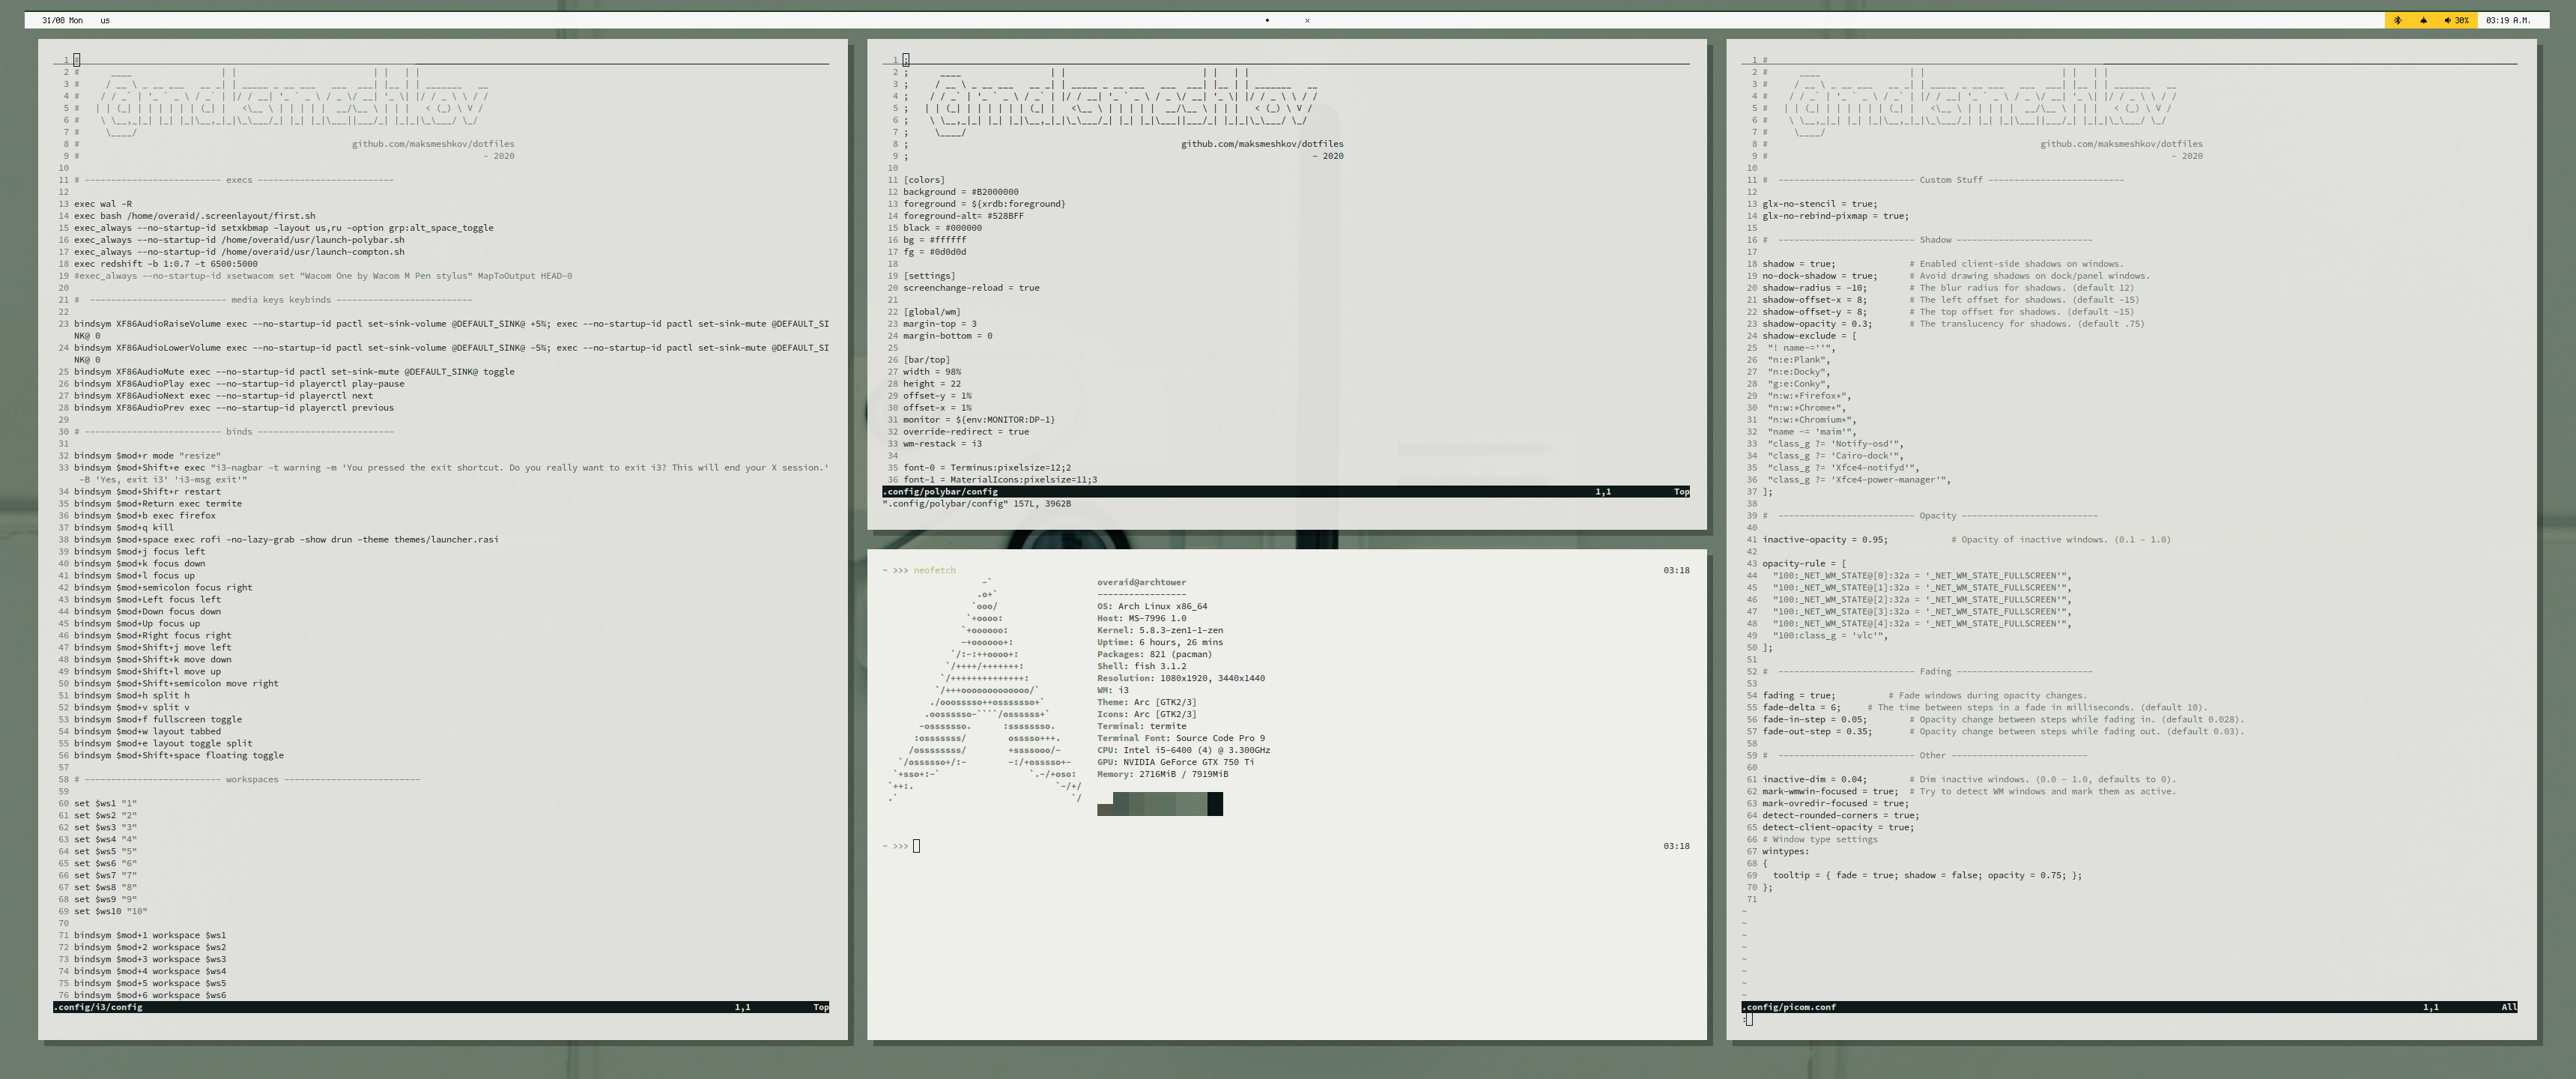 31/08 Mon us
30% 03:19 A.M.
1 #
2 #
3 #
4 #
5 #
6 #
7 #
8 # github.com/maksmeshkov/dotfiles
9 # - 2020
10
11 # -------------------------- execs --------------------------
12
13 exec wal -R
14 exec bash /home/overaid/.screenlayout/first.sh
15 exec_always --no-startup-id setxkbmap -layout us,ru -option grp:alt_space_toggle
16 exec_always --no-startup-id /home/overaid/usr/launch-polybar.sh
17 exec_always --no-startup-id /home/overaid/usr/launch-compton.sh
18 exec redshift -b 1:0.7 -t 6500:5000
19 #exec_always --no-startup-id xsetwacom set "Wacom One by Wacom M Pen stylus" MapToOutput HEAD-0
20
21 # -------------------------- media keys keybinds --------------------------
22
23 bindsym XF86AudioRaiseVolume exec --no-startup-id pactl set-sink-volume @DEFAULT_SINK@ +5%; exec --no-startup-id pactl set-sink-mute @DEFAULT_SI
NK@ 0
24 bindsym XF86AudioLowerVolume exec --no-startup-id pactl set-sink-volume @DEFAULT_SINK@ -5%; exec --no-startup-id pactl set-sink-mute @DEFAULT_SI
NK@ 0
25 bindsym XF86AudioMute exec --no-startup-id pactl set-sink-mute @DEFAULT_SINK@ toggle
26 bindsym XF86AudioPlay exec --no-startup-id playerctl play-pause
27 bindsym XF86AudioNext exec --no-startup-id playerctl next
28 bindsym XF86AudioPrev exec --no-startup-id playerctl previous
29
30 # -------------------------- binds --------------------------
31
32 bindsym $mod+r mode "resize"
33 bindsym $mod+Shift+e exec "i3-nagbar -t warning -m 'You pressed the exit shortcut. Do you really want to exit i3? This will end your X session.'
-B 'Yes, exit i3' 'i3-msg exit'"
34 bindsym $mod+Shift+r restart
35 bindsym $mod+Return exec termite
36 bindsym $mod+b exec firefox
37 bindsym $mod+q kill
38 bindsym $mod+space exec rofi -no-lazy-grab -show drun -theme themes/launcher.rasi
39 bindsym $mod+j focus left
40 bindsym $mod+k focus down
41 bindsym $mod+l focus up
42 bindsym $mod+semicolon focus right
43 bindsym $mod+Left focus left
44 bindsym $mod+Down focus down
45 bindsym $mod+Up focus up
46 bindsym $mod+Right focus right
47 bindsym $mod+Shift+j move left
48 bindsym $mod+Shift+k move down
49 bindsym $mod+Shift+l move up
50 bindsym $mod+Shift+semicolon move right
51 bindsym $mod+h split h
52 bindsym $mod+v split v
53 bindsym $mod+f fullscreen toggle
54 bindsym $mod+w layout tabbed
55 bindsym $mod+e layout toggle split
56 bindsym $mod+Shift+space floating toggle
57
58 # -------------------------- workspaces --------------------------
59
60 set $ws1 "1"
61 set $ws2 "2"
62 set $ws3 "3"
63 set $ws4 "4"
64 set $ws5 "5"
65 set $ws6 "6"
66 set $ws7 "7"
67 set $ws8 "8"
68 set $ws9 "9"
69 set $ws10 "10"
70
71 bindsym $mod+1 workspace $ws1
72 bindsym $mod+2 workspace $ws2
73 bindsym $mod+3 workspace $ws3
74 bindsym $mod+4 workspace $ws4
75 bindsym $mod+5 workspace $ws5
76 bindsym $mod+6 workspace $ws6
.config/i3/config 1,1 Top
1 ;
2 ;
3 ;
4 ;
5 ;
6 ;
7 ;
8 ; github.com/maksmeshkov/dotfiles
9 ; - 2020
10
11 [colors]
12 background = #B2000000
13 foreground = ${xrdb:foreground}
14 foreground-alt= #528BFF
15 black = #000000
16 bg = #ffffff
17 fg = #0d0d0d
18
19 [settings]
20 screenchange-reload = true
21
22 [global/wm]
23 margin-top = 3
24 margin-bottom = 0
25
26 [bar/top]
27 width = 98%
28 height = 22
29 offset-y = 1%
30 offset-x = 1%
31 monitor = ${env:MONITOR:DP-1}
32 override-redirect = true
33 wm-restack = i3
34
35 font-0 = Terminus:pixelsize=12;2
36 font-1 = MaterialIcons:pixelsize=11;3
.config/polybar/config 1,1 Top
".config/polybar/config" 157L, 3962B
~ >>> neofetch 03:18
overaid@archtower
-----------------
OS: Arch Linux x86_64
Host: MS-7996 1.0
Kernel: 5.8.3-zen1-1-zen
Uptime: 6 hours, 26 mins
Packages: 821 (pacman)
Shell: fish 3.1.2
Resolution: 1080x1920, 3440x1440
WM: i3
Theme: Arc [GTK2/3]
Icons: Arc [GTK2/3]
Terminal: termite
Terminal Font: Source Code Pro 9
CPU: Intel i5-6400 (4) @ 3.300GHz
GPU: NVIDIA GeForce GTX 750 Ti
Memory: 2716MiB / 7919MiB
~ >>> 03:18
1 #
2 #
3 #
4 #
5 #
6 #
7 #
8 # github.com/maksmeshkov/dotfiles
9 # - 2020
10
11 # -------------------------- Custom Stuff --------------------------
12
13 glx-no-stencil = true;
14 glx-no-rebind-pixmap = true;
15
16 # -------------------------- Shadow --------------------------
17
18 shadow = true; # Enabled client-side shadows on windows.
19 no-dock-shadow = true; # Avoid drawing shadows on dock/panel windows.
20 shadow-radius = -10; # The blur radius for shadows. (default 12)
21 shadow-offset-x = 8; # The left offset for shadows. (default -15)
22 shadow-offset-y = 8; # The top offset for shadows. (default -15)
23 shadow-opacity = 0.3; # The translucency for shadows. (default .75)
24 shadow-exclude = [
25 "! name~=''",
26 "n:e:Plank",
27 "n:e:Docky",
28 "g:e:Conky",
29 "n:w:*Firefox*",
30 "n:w:*Chrome*",
31 "n:w:*Chromium*",
32 "name ~= 'maim'",
33 "class_g ?= 'Notify-osd'",
34 "class_g ?= 'Cairo-dock'",
35 "class_g ?= 'Xfce4-notifyd'",
36 "class_g ?= 'Xfce4-power-manager'",
37 ];
38
39 # -------------------------- Opacity --------------------------
40
41 inactive-opacity = 0.95; # Opacity of inactive windows. (0.1 - 1.0)
42
43 opacity-rule = [
44 "100:_NET_WM_STATE@[0]:32a = '_NET_WM_STATE_FULLSCREEN'",
45 "100:_NET_WM_STATE@[1]:32a = '_NET_WM_STATE_FULLSCREEN'",
46 "100:_NET_WM_STATE@[2]:32a = '_NET_WM_STATE_FULLSCREEN'",
47 "100:_NET_WM_STATE@[3]:32a = '_NET_WM_STATE_FULLSCREEN'",
48 "100:_NET_WM_STATE@[4]:32a = '_NET_WM_STATE_FULLSCREEN'",
49 "100:class_g = 'vlc'",
50 ];
51
52 # -------------------------- Fading --------------------------
53
54 fading = true; # Fade windows during opacity changes.
55 fade-delta = 6; # The time between steps in a fade in milliseconds. (default 10).
56 fade-in-step = 0.05; # Opacity change between steps while fading in. (default 0.028).
57 fade-out-step = 0.35; # Opacity change between steps while fading out. (default 0.03).
58
59 # -------------------------- Other --------------------------
60
61 inactive-dim = 0.04; # Dim inactive windows. (0.0 - 1.0, defaults to 0).
62 mark-wmwin-focused = true; # Try to detect WM windows and mark them as active.
63 mark-ovredir-focused = true;
64 detect-rounded-corners = true;
65 detect-client-opacity = true;
66 # Window type settings
67 wintypes:
68 {
69 tooltip = { fade = true; shadow = false; opacity = 0.75; };
70 };
71
~
~
~
~
~
~
~
~
.config/picom.conf 1,1 All
: